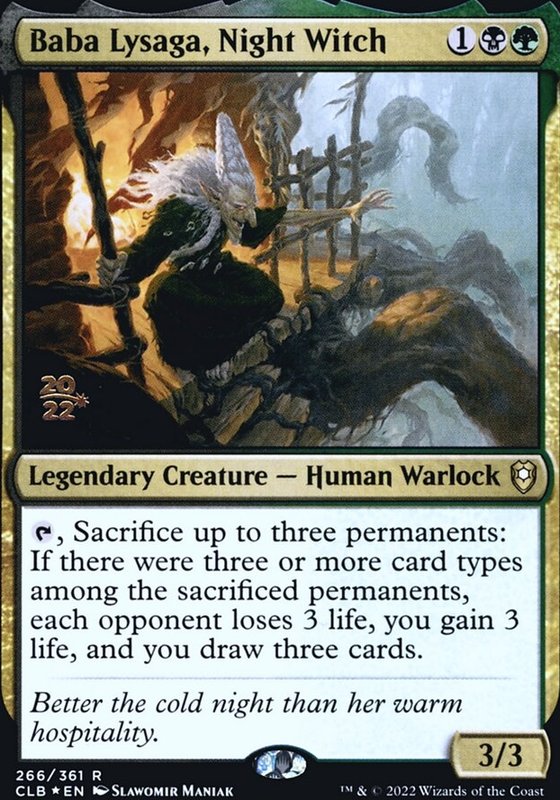 Baba Lysaga, Night Witch 1
20
22
Legendary Creature — Human Warlock
, Sacrifice up to three permanents:
If there were three or more card types
among the sacrificed permanents,
each opponent loses 3 life, you gain 3
life, and you draw three cards.
Better the cold night than her warm
hospitality.
3/3
266/361 R
CLB ★ EN Slawomir Maniak
™ & © 2022 Wizards of the Coast